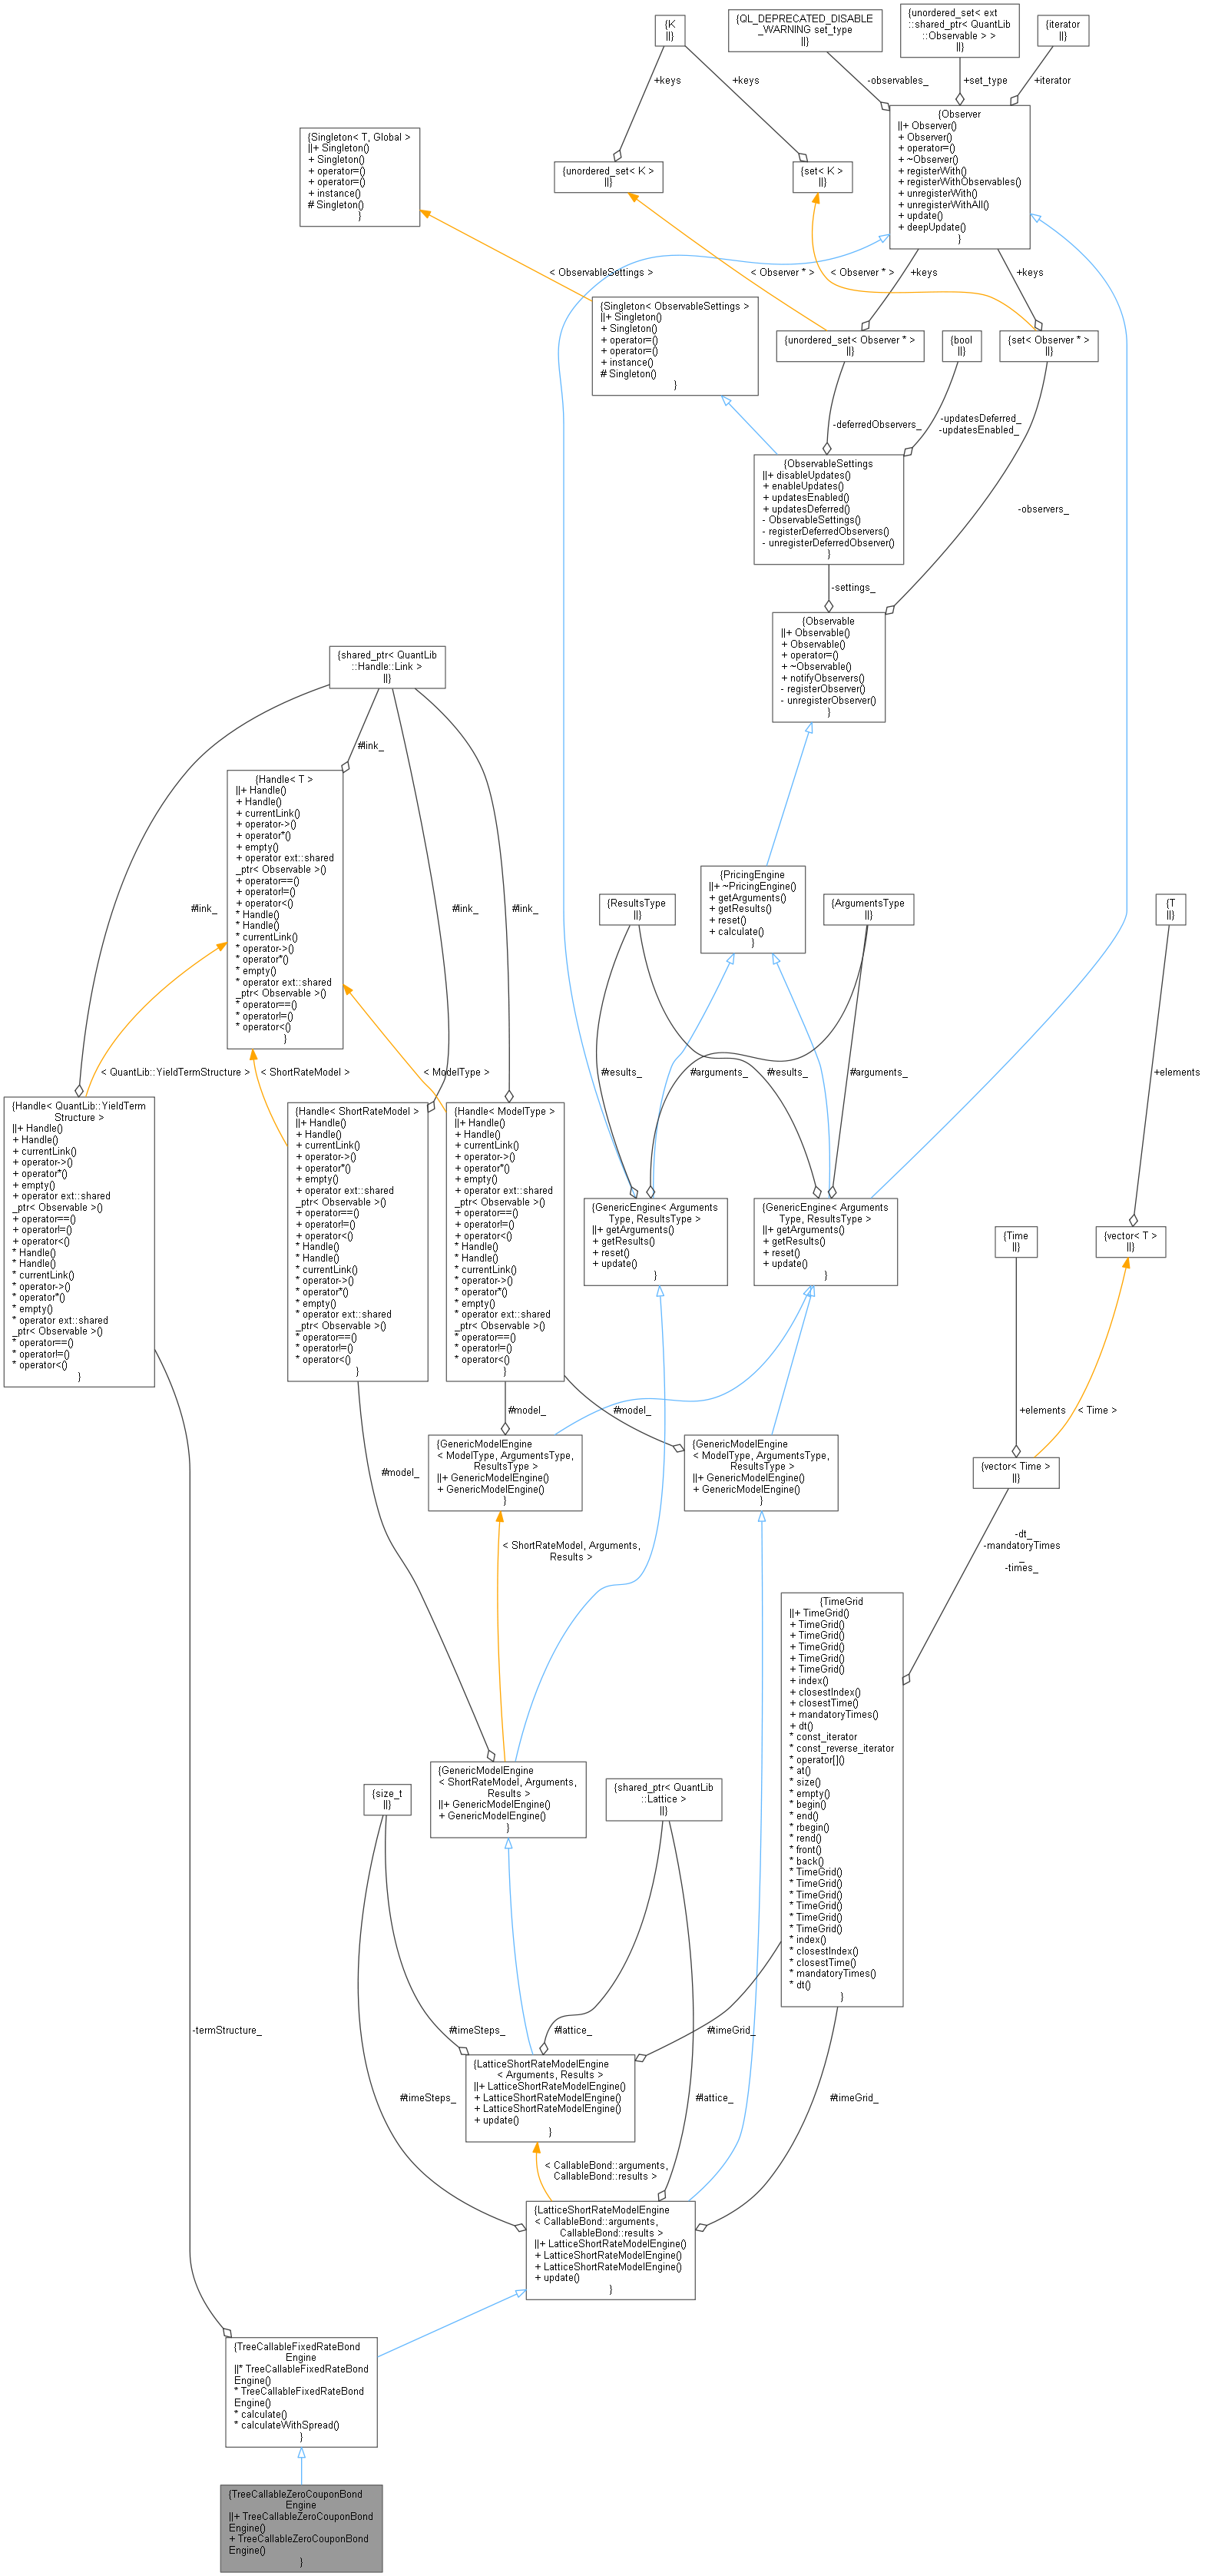 {K
||}
{QL_DEPRECATED_DISABLE
_WARNING set_type
||}
{unordered_set< ext
::shared_ptr< QuantLib
::Observable > >
||}
{iterator
||}
+keys
+keys
-observables_
+set_type
+iterator
{Singleton< T, Global >
||+ Singleton()
+ Singleton()
+ operator=()
+ operator=()
+ instance()
# Singleton()
}
{unordered_set< K >
||}
{set< K >
||}
{Observer
||+ Observer()
+ Observer()
+ operator=()
+ ~Observer()
+ registerWith()
+ registerWithObservables()
+ unregisterWith()
+ unregisterWithAll()
+ update()
+ deepUpdate()
}
< ObservableSettings >
< Observer * >
< Observer * >
+keys
+keys
{Singleton< ObservableSettings >
||+ Singleton()
+ Singleton()
+ operator=()
+ operator=()
+ instance()
# Singleton()
}
{unordered_set< Observer * >
||}
{bool
||}
{set< Observer * >
||}
-deferredObservers_
-updatesDeferred_
-updatesEnabled_
{ObservableSettings
||+ disableUpdates()
+ enableUpdates()
+ updatesEnabled()
+ updatesDeferred()
- ObservableSettings()
- registerDeferredObservers()
- unregisterDeferredObserver()
}
-observers_
-settings_
{Observable
||+ Observable()
+ Observable()
+ operator=()
+ ~Observable()
+ notifyObservers()
- registerObserver()
- unregisterObserver()
}
{shared_ptr< QuantLib
::Handle::Link >
||}
#link_
{Handle< T >
||+ Handle()
+ Handle()
+ currentLink()
+ operator->()
+ operator*()
+ empty()
+ operator ext::shared
_ptr< Observable >()
+ operator==()
+ operator!=()
+ operator<()
* Handle()
* Handle()
* currentLink()
* operator->()
* operator*()
* empty()
* operator ext::shared
_ptr< Observable >()
* operator==()
* operator!=()
* operator<()
}
#link_
#link_
#link_
{ResultsType
||}
{PricingEngine
||+ ~PricingEngine()
+ getArguments()
+ getResults()
+ reset()
+ calculate()
}
{ArgumentsType
||}
{T
||}
< QuantLib::YieldTermStructure >
< ShortRateModel >
< ModelType >
#results_
#arguments_
#results_
#arguments_
+elements
{Handle< QuantLib::YieldTerm
Structure >
||+ Handle()
+ Handle()
+ currentLink()
+ operator->()
+ operator*()
+ empty()
+ operator ext::shared
_ptr< Observable >()
+ operator==()
+ operator!=()
+ operator<()
* Handle()
* Handle()
* currentLink()
* operator->()
* operator*()
* empty()
* operator ext::shared
_ptr< Observable >()
* operator==()
* operator!=()
* operator<()
}
{Handle< ShortRateModel >
||+ Handle()
+ Handle()
+ currentLink()
+ operator->()
+ operator*()
+ empty()
+ operator ext::shared
_ptr< Observable >()
+ operator==()
+ operator!=()
+ operator<()
* Handle()
* Handle()
* currentLink()
* operator->()
* operator*()
* empty()
* operator ext::shared
_ptr< Observable >()
* operator==()
* operator!=()
* operator<()
}
{Handle< ModelType >
||+ Handle()
+ Handle()
+ currentLink()
+ operator->()
+ operator*()
+ empty()
+ operator ext::shared
_ptr< Observable >()
+ operator==()
+ operator!=()
+ operator<()
* Handle()
* Handle()
* currentLink()
* operator->()
* operator*()
* empty()
* operator ext::shared
_ptr< Observable >()
* operator==()
* operator!=()
* operator<()
}
{GenericEngine< Arguments
Type, ResultsType >
||+ getArguments()
+ getResults()
+ reset()
+ update()
}
{GenericEngine< Arguments
Type, ResultsType >
||+ getArguments()
+ getResults()
+ reset()
+ update()
}
{Time
||}
{vector< T >
||}
#model_
#model_
#model_
+elements
< Time >
{GenericModelEngine
< ModelType, ArgumentsType,
ResultsType >
||+ GenericModelEngine()
+ GenericModelEngine()
}
{GenericModelEngine
< ModelType, ArgumentsType,
ResultsType >
||+ GenericModelEngine()
+ GenericModelEngine()
}
{vector< Time >
||}
< ShortRateModel, Arguments,
Results >
-dt_
-mandatoryTimes
_
-times_
{TimeGrid
||+ TimeGrid()
+ TimeGrid()
+ TimeGrid()
+ TimeGrid()
+ TimeGrid()
+ TimeGrid()
+ index()
+ closestIndex()
+ closestTime()
+ mandatoryTimes()
+ dt()
* const_iterator
* const_reverse_iterator
* operator[]()
* at()
* size()
* empty()
* begin()
* end()
* rbegin()
* rend()
* front()
* back()
* TimeGrid()
* TimeGrid()
* TimeGrid()
* TimeGrid()
* TimeGrid()
* TimeGrid()
* index()
* closestIndex()
* closestTime()
* mandatoryTimes()
* dt()
}
{size_t
||}
{GenericModelEngine
< ShortRateModel, Arguments,
Results >
||+ GenericModelEngine()
+ GenericModelEngine()
}
{shared_ptr< QuantLib
::Lattice >
||}
-termStructure_
#timeSteps_
#lattice_
#timeGrid_
{LatticeShortRateModelEngine
< Arguments, Results >
||+ LatticeShortRateModelEngine()
+ LatticeShortRateModelEngine()
+ LatticeShortRateModelEngine()
+ update()
}
#timeSteps_
#lattice_
#timeGrid_
< CallableBond::arguments,
CallableBond::results >
{LatticeShortRateModelEngine
< CallableBond::arguments,
CallableBond::results >
||+ LatticeShortRateModelEngine()
+ LatticeShortRateModelEngine()
+ LatticeShortRateModelEngine()
+ update()
}
{TreeCallableFixedRateBond
Engine
||* TreeCallableFixedRateBond
Engine()
* TreeCallableFixedRateBond
Engine()
* calculate()
* calculateWithSpread()
}
{TreeCallableZeroCouponBond
Engine
||+ TreeCallableZeroCouponBond
Engine()
+ TreeCallableZeroCouponBond
Engine()
}